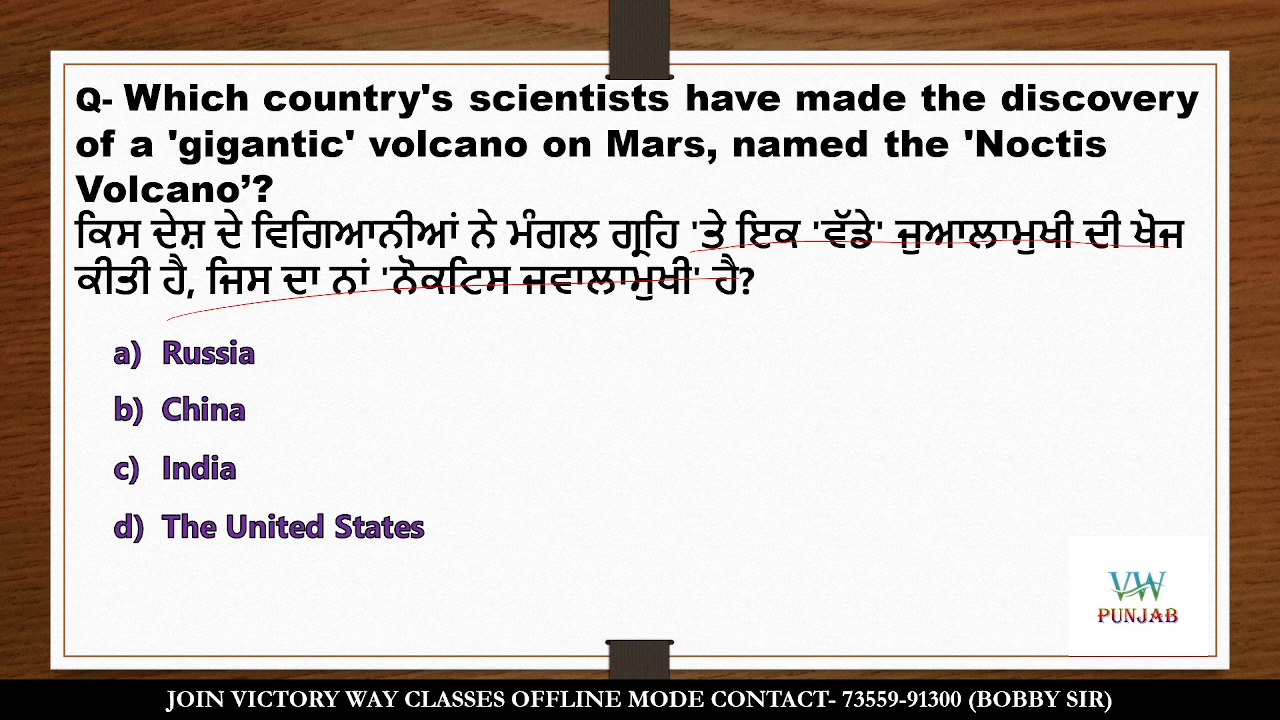 Q- Which country's scientists have made the discovery
of a 'gigantic' volcano on Mars, named the 'Noctis
Volcano’?
ਕਿਸ ਦੇਸ਼ ਦੇ ਵਿਗਿਆਨੀਆਂ ਨੇ ਮੰਗਲ ਗ੍ਰਹਿ 'ਤੇ ਇਕ 'ਵੱਡੇ' ਜੁਆਲਾਮੁਖੀ ਦੀ ਖੋਜ
ਕੀਤੀ ਹੈ, ਜਿਸ ਦਾ ਨਾਂ 'ਨੋਕਟਿਸ ਜਵਾਲਾਮੁਖੀ' ਹੈ?
a) Russia
b) China
c) India
d) The United States
VW
PUNJAB
JOIN VICTORY WAY CLASSES OFFLINE MODE CONTACT- 73559-91300 (BOBBY SIR)